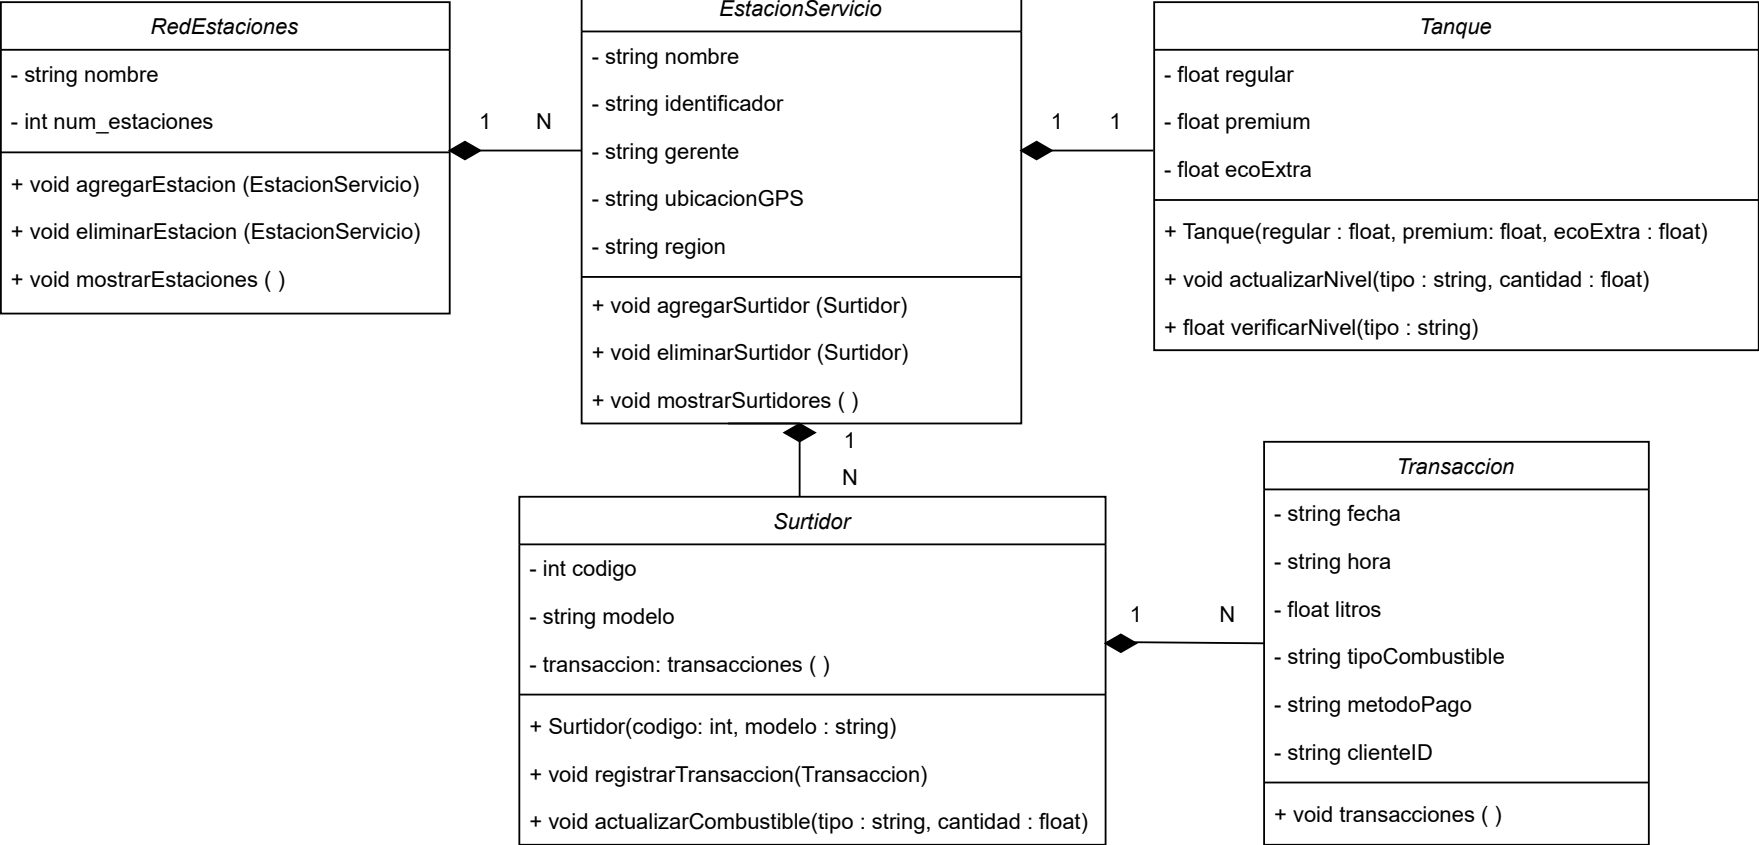 RedEstaciones
- string nombre
- int num_estaciones
+ void agregarEstacion (EstacionServicio)
+ void eliminarEstacion (EstacionServicio)
+ void mostrarEstaciones ( )
1 N
EstacionServicio
- string nombre
- string identificador
- string gerente
- string ubicacionGPS
- string region
+ void agregarSurtidor (Surtidor)
+ void eliminarSurtidor (Surtidor)
+ void mostrarSurtidores ( )
1 1
Tanque
- float regular
- float premium
- float ecoExtra
+ Tanque(regular : float, premium: float, ecoExtra : float)
+ void actualizarNivel(tipo : string, cantidad : float)
+ float verificarNivel(tipo : string)
1
N
Surtidor
- int codigo
- string modelo
- transaccion: transacciones ( )
+ Surtidor(codigo: int, modelo : string)
+ void registrarTransaccion(Transaccion)
+ void actualizarCombustible(tipo : string, cantidad : float)
1 N
Transaccion
- string fecha
- string hora
- float litros
- string tipoCombustible
- string metodoPago
- string clienteID
+ void transacciones ( )